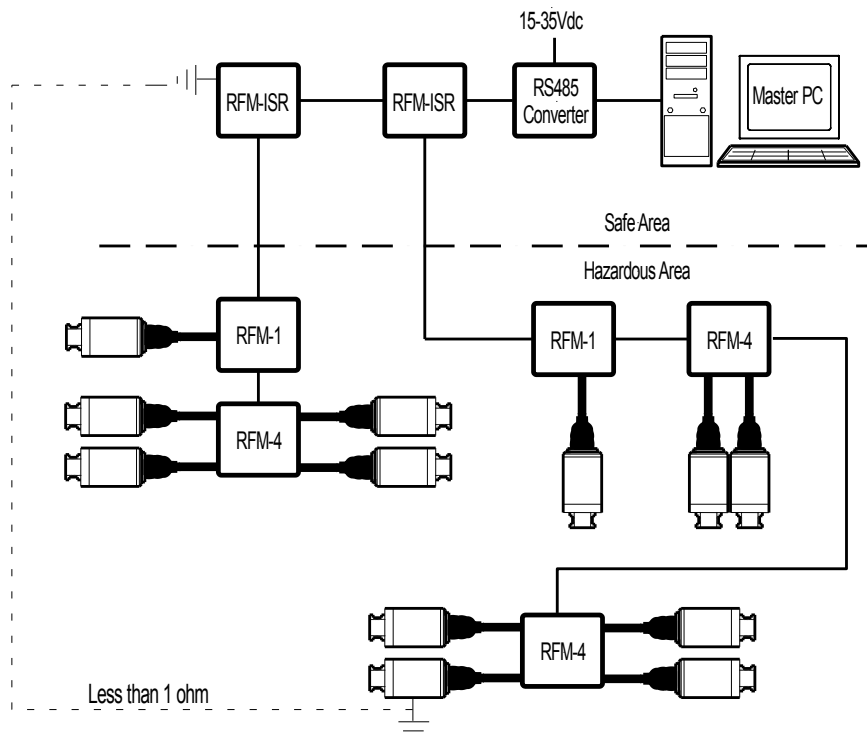 15-35Vdc
RFM-ISR
RFM-ISR
RS485
Converter
Master PC
Safe Area
Hazardous Area
RFM-1
RFM-1
RFM-4
RFM-4
RFM-4
Less than 1 ohm